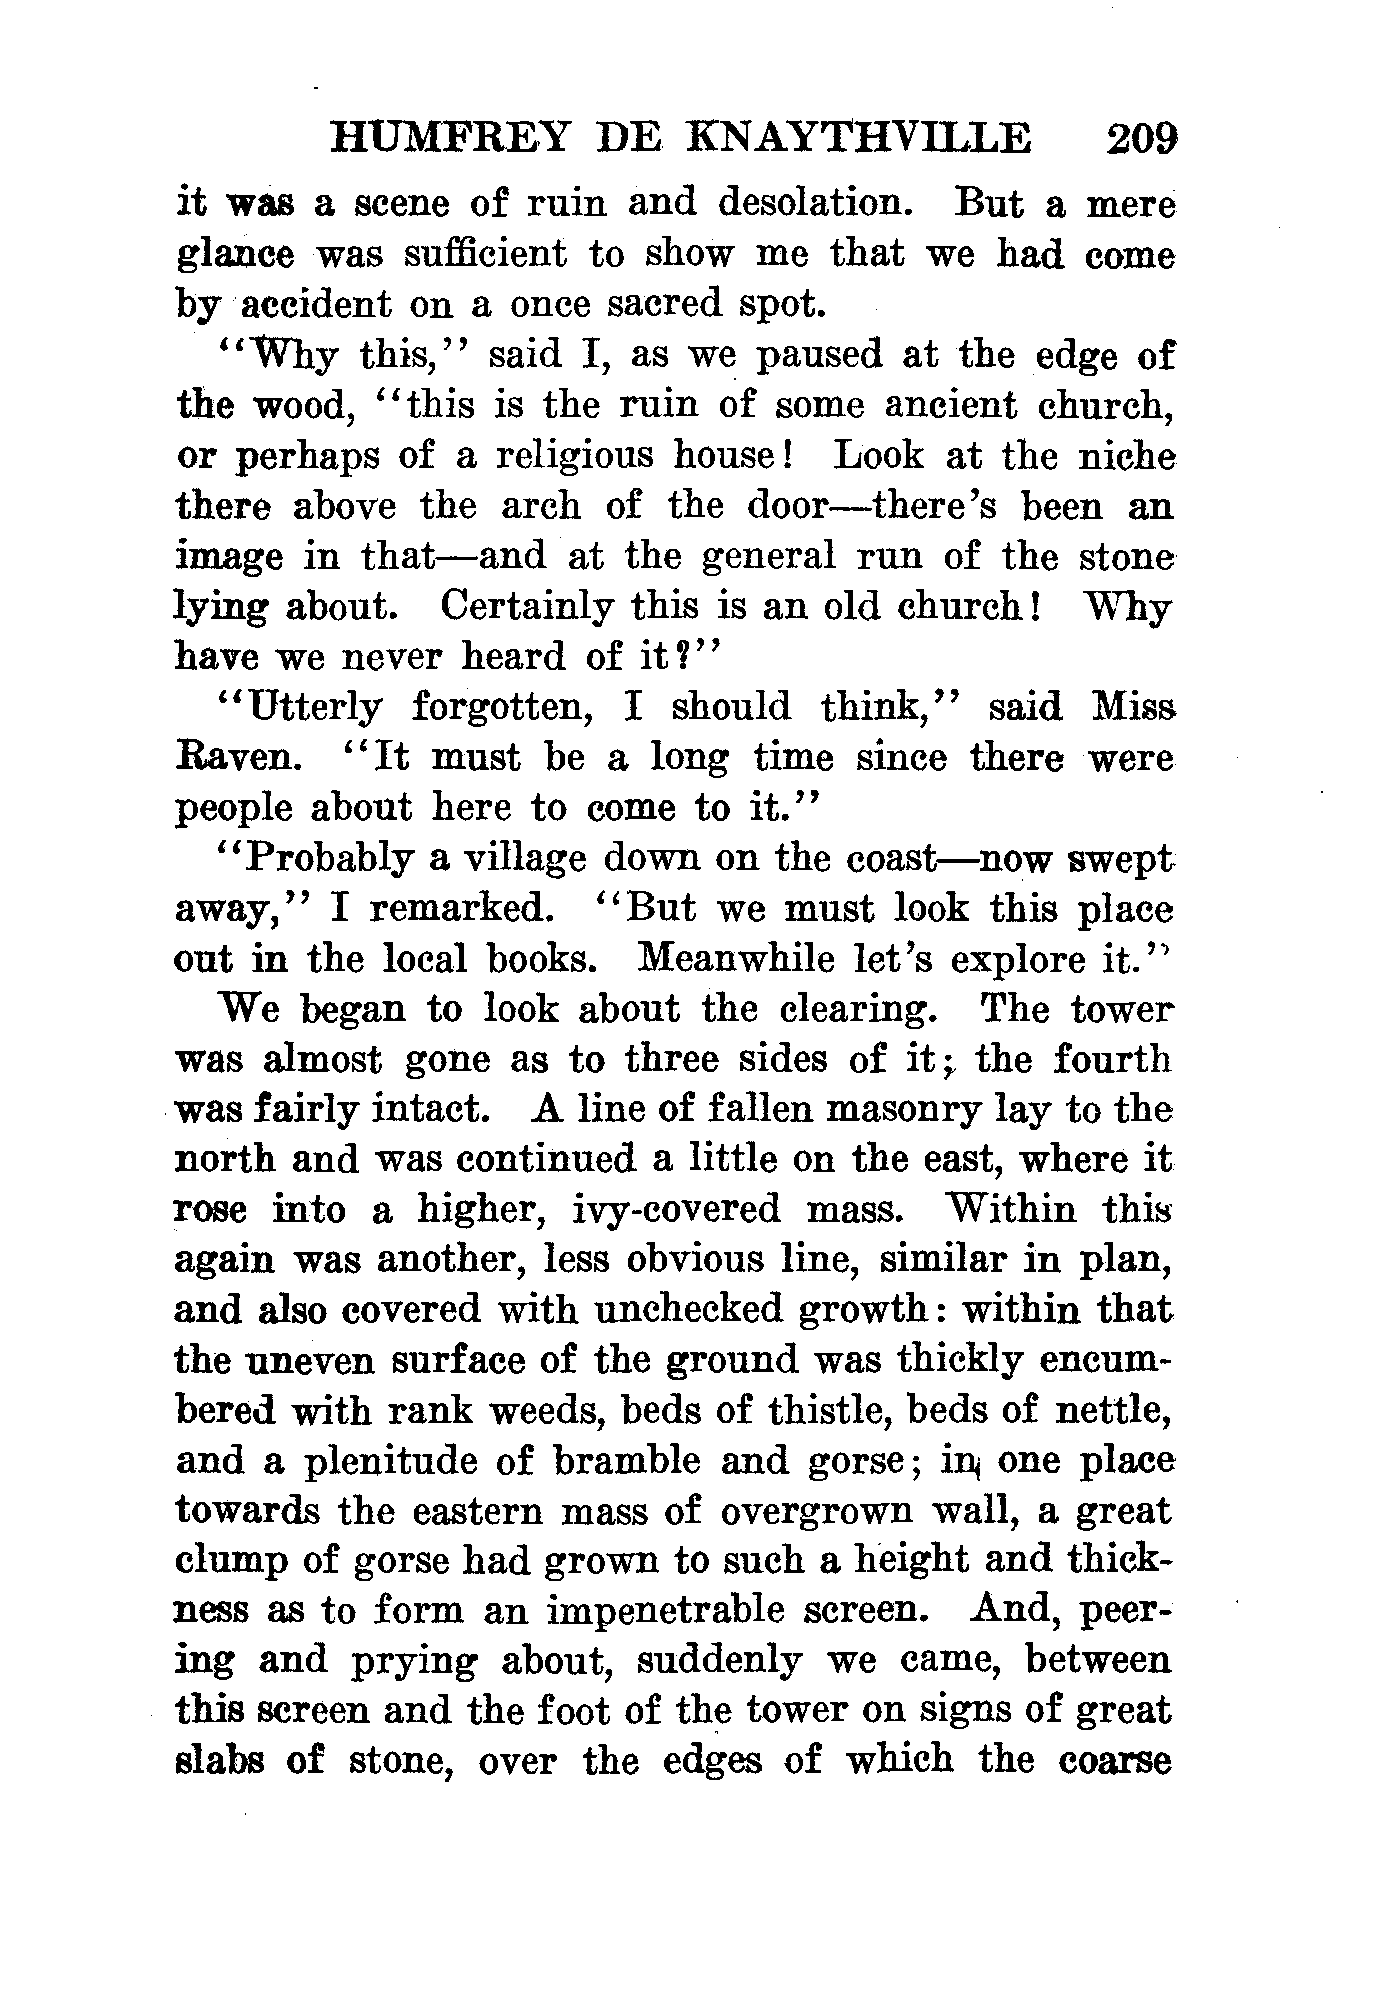 HUMFREY DE KNAYTHVILLE 209
it was a scene of ruin and desolation. But a mere
glance was sufficient to show me that we had come
by accident on a once sacred spot.
"Why this," said I, as we paused at the edge of
the wood, "this is the ruin of some ancient church,
or perhaps of a religious house! Look at the niche
there above the arch of the door—there's been an
image in that—and at the general run of the stone
lying about. Certainly this is an old church! Why
have we never heard of it?"
"Utterly forgotten, I should think," said Miss
Raven. "It must be a long time since there were
people about here to come to it."
"Probably a village down on the coast—now swept
away," I remarked. "But we must look this place
out in the local books. Meanwhile let's explore it."
We began to look about the clearing. The tower
was almost gone as to three sides of it; the fourth
was fairly intact. A line of fallen masonry lay to the
north and was continued a little on the east, where it
rose into a higher, ivy-covered mass. Within this
again was another, less obvious line, similar in plan,
and also covered with unchecked growth: within that
the uneven surface of the ground was thickly encum-
bered with rank weeds, beds of thistle, beds of nettle,
and a plenitude of bramble and gorse; in one place
towards the eastern mass of overgrown wall, a great
clump of gorse had grown to such a height and thick-
ness as to form an impenetrable screen. And, peer-
ing and prying about, suddenly we came, between
this screen and the foot of the tower on signs of great
slabs of stone, over the edges of which the coarse